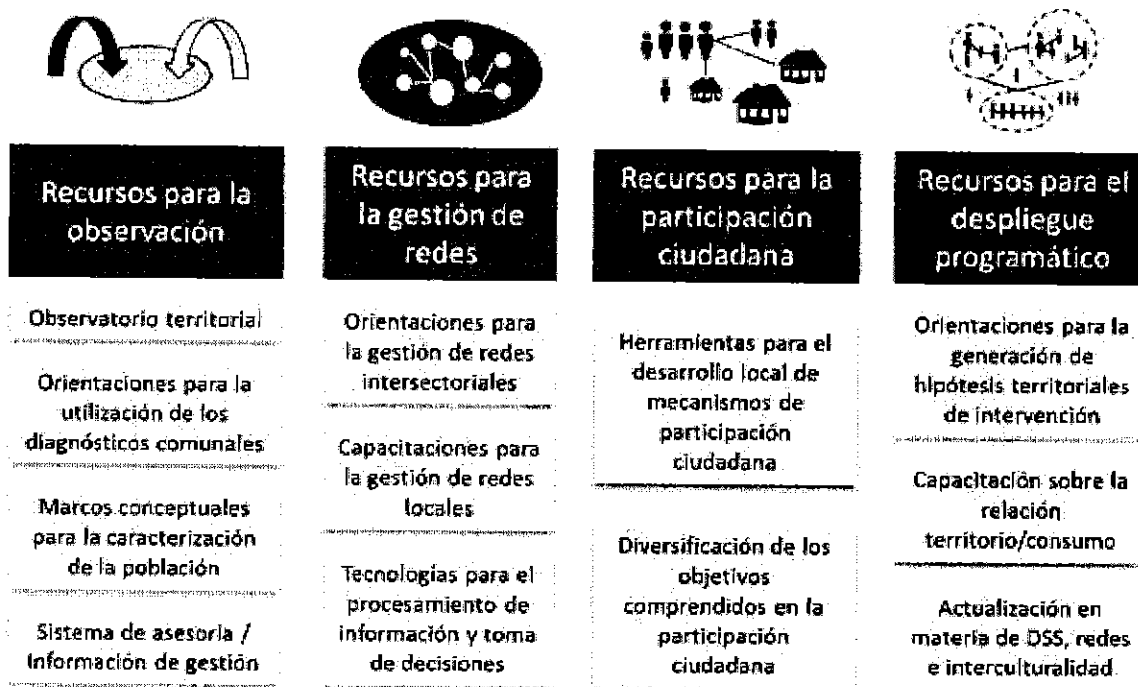 Recursos para la
observación
Observatorio territorial
Orientaciones para la
utilización de los
diagnósticos comunales
Marcos conceptuales
para la caracterización
de la población
Sistema de asesoría /
Información de gestión
Recursos para
la gestión de
redes
Orientaciones para
la gestión de redes
intersectoriales
Capacitaciones para
la gestión de redes
locales
Tecnologías para el
procesamiento de
información y toma
de decisiones
Recursos para la
participación
ciudadana
Herramientas para el
desarrollo local de
mecanismos de
participación
ciudadana
Diversificación de los
objetivos
comprendidos en la
participación
ciudadana
Recursos para el
despliegue
programático
Orientaciones para la
generación de
hipótesis territoriales
de intervención
Capacitación sobre la
relación
territorio/consumo
Actualización en
materia de DSS, redes
e interculturalidad